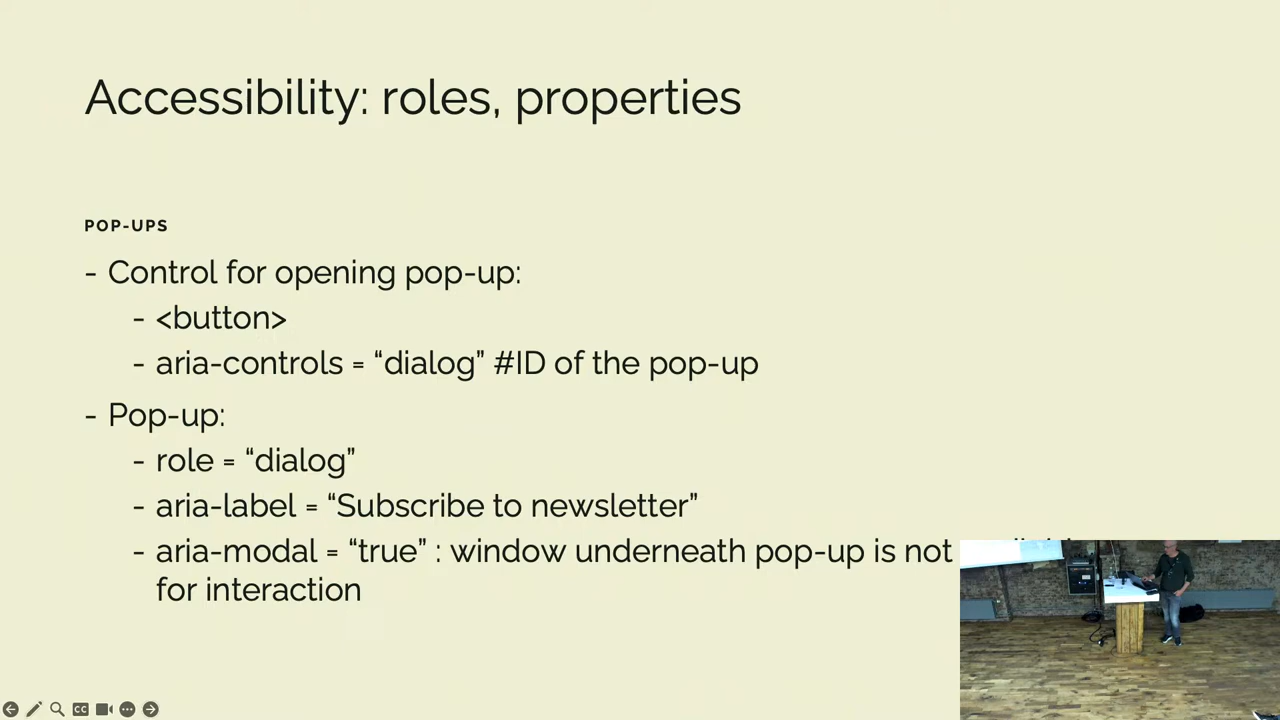 Accessibility: roles, properties
POP-UPS
- Control for opening pop-up:
- <button>
- aria-controls = “dialog” #ID of the pop-up
- Pop-up:
- role = “dialog”
- aria-label = “Subscribe to newsletter”
- aria-modal = “true” : window underneath pop-up is not
for interaction
CC